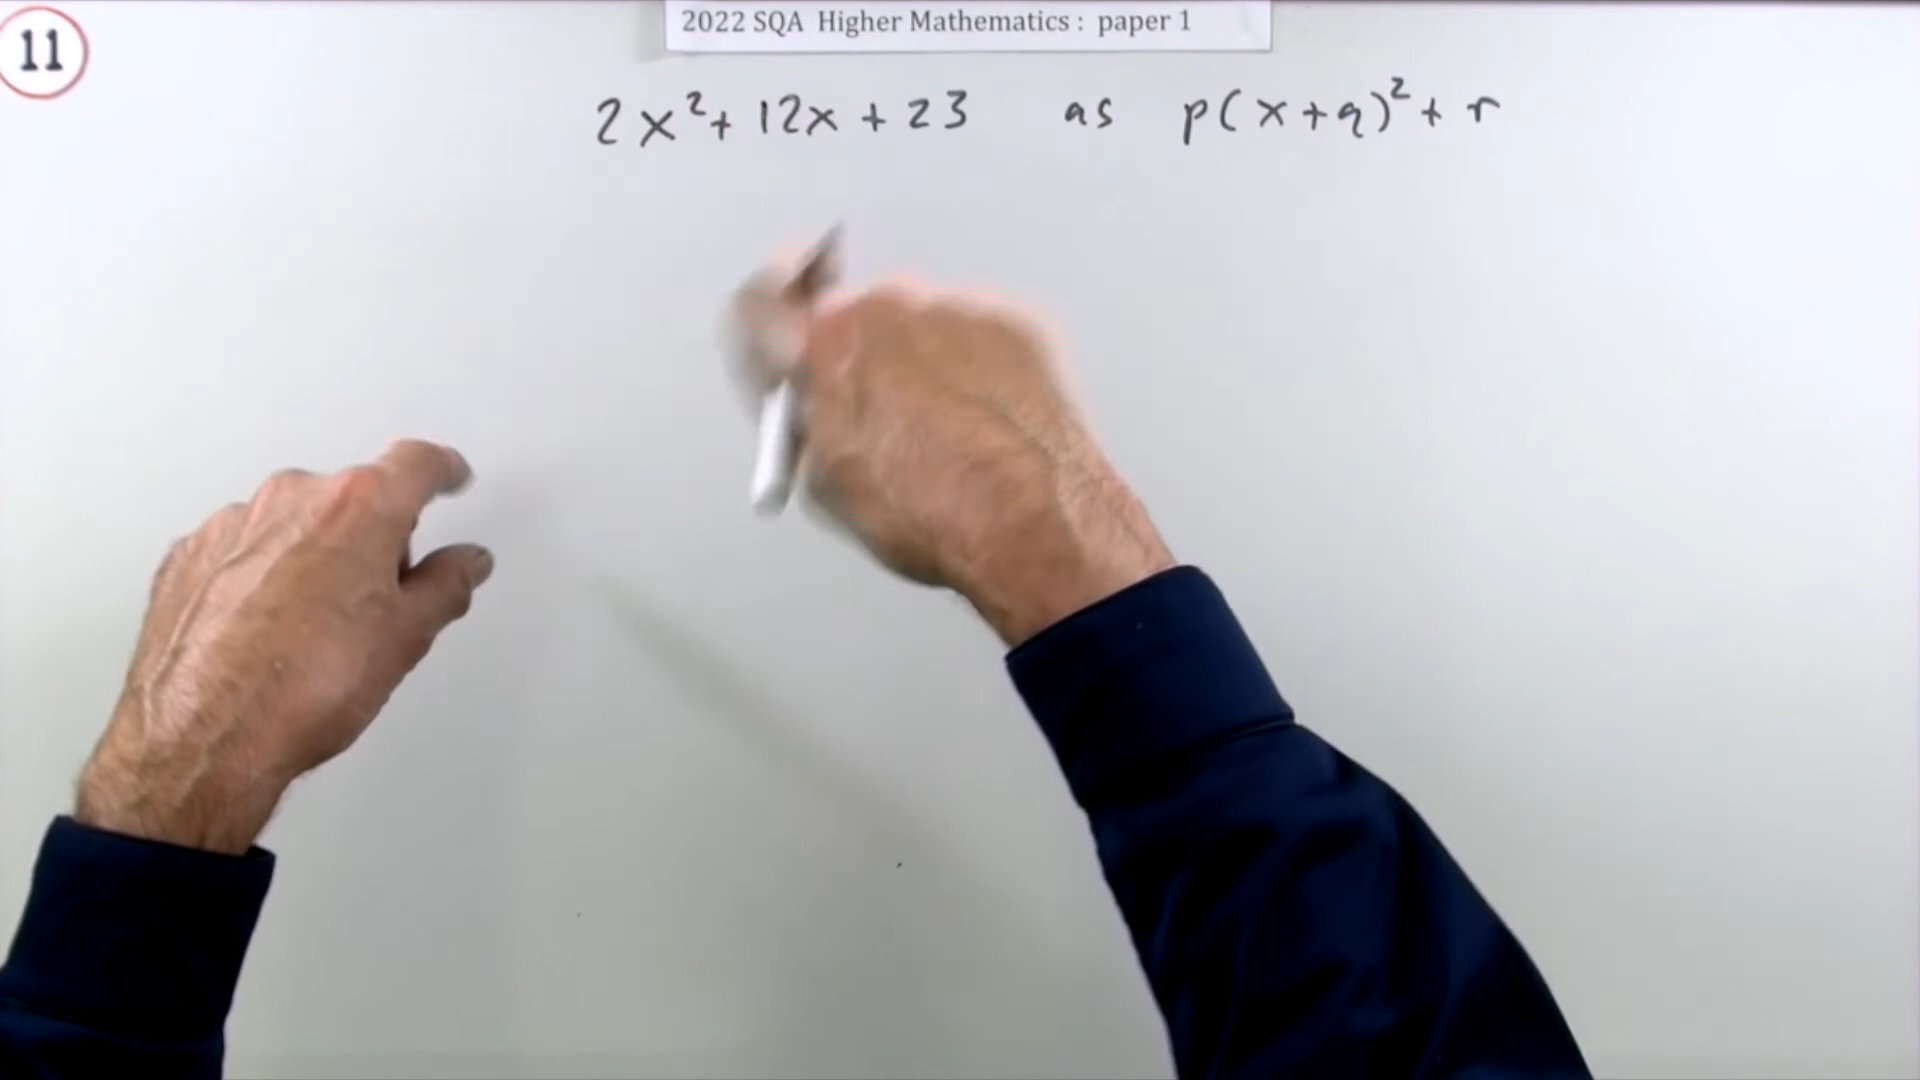 2022 SQA Higher Mathematics : paper 1
11
2x² + 12x + 23 as p(x+q)² + r